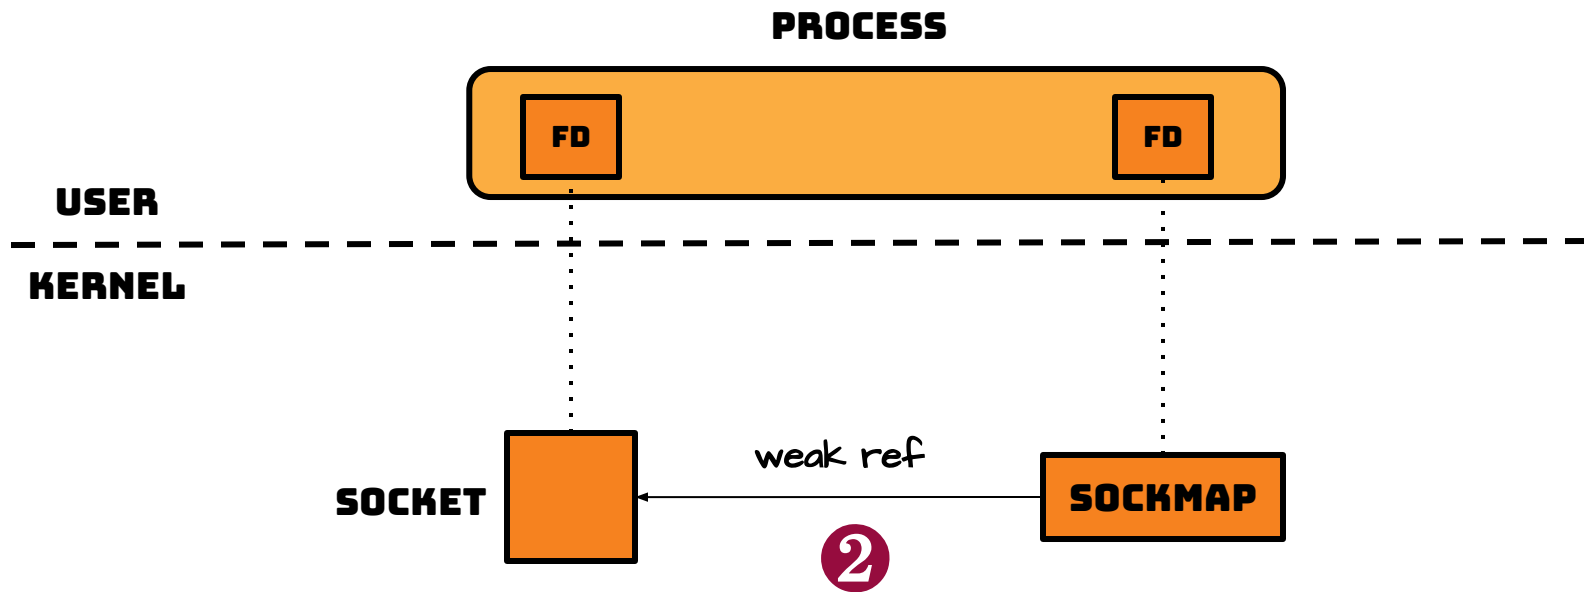 PROCESS
FD
FD
USER
KERNEL
weak ref
SOCKET
SOCKMAP
2